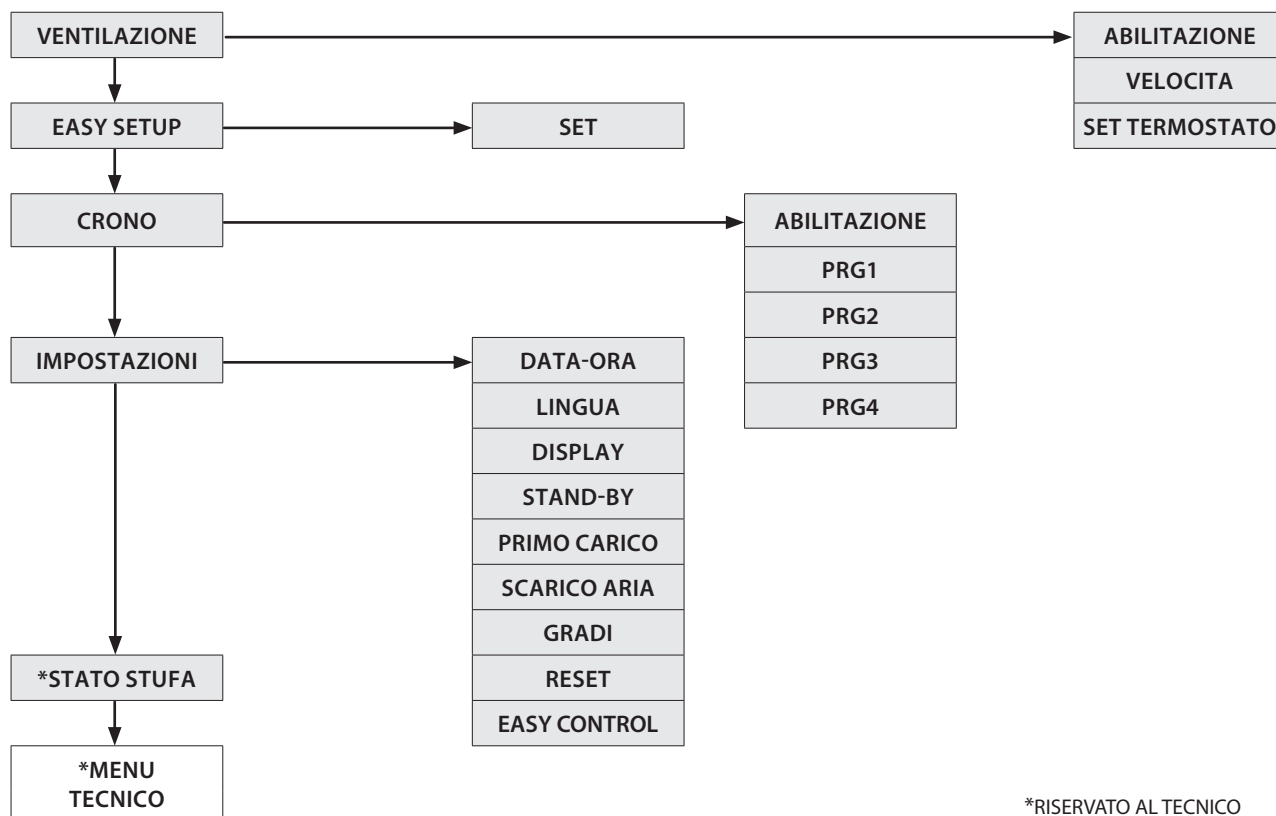 VENTILAZIONE
ABILITAZIONE
VELOCITA
SET TERMOSTATO
EASY SETUP
SET
CRONO
ABILITAZIONE
PRG1
PRG2
PRG3
PRG4
IMPOSTAZIONI
DATA-ORA
LINGUA
DISPLAY
STAND-BY
PRIMO CARICO
SCARICO ARIA
GRADI
RESET
EASY CONTROL
*STATO STUFA
*MENU
TECNICO
*RISERVATO AL TECNICO